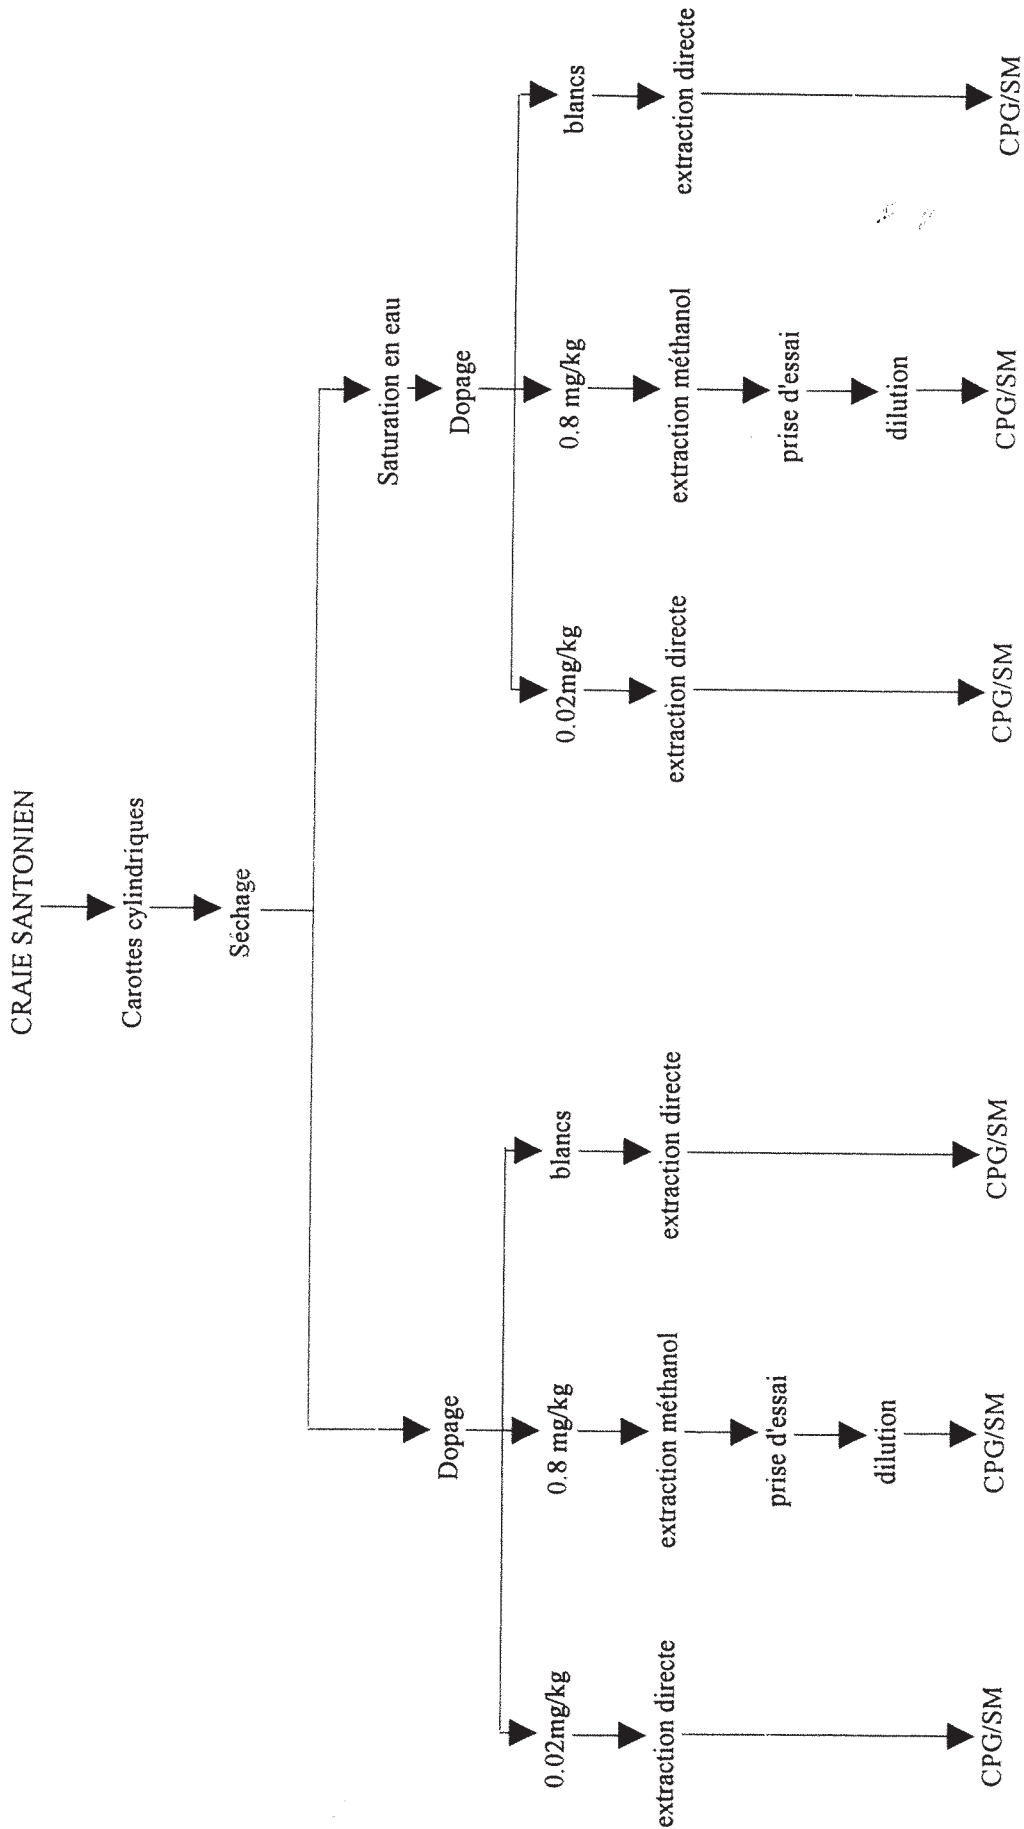 CRAIE SANTONIEN
Carottes cylindriques
Séchage
Saturation en eau
Dopage
Dopage
0.02mg/kg
0.8 mg/kg
blancs
0.02mg/kg
0.8 mg/kg
blancs
extraction directe
extraction méthanol
extraction directe
extraction directe
extraction méthanol
extraction directe
prise d'essai
prise d'essai
dilution
dilution
CPG/SM
CPG/SM
CPG/SM
CPG/SM
CPG/SM
CPG/SM